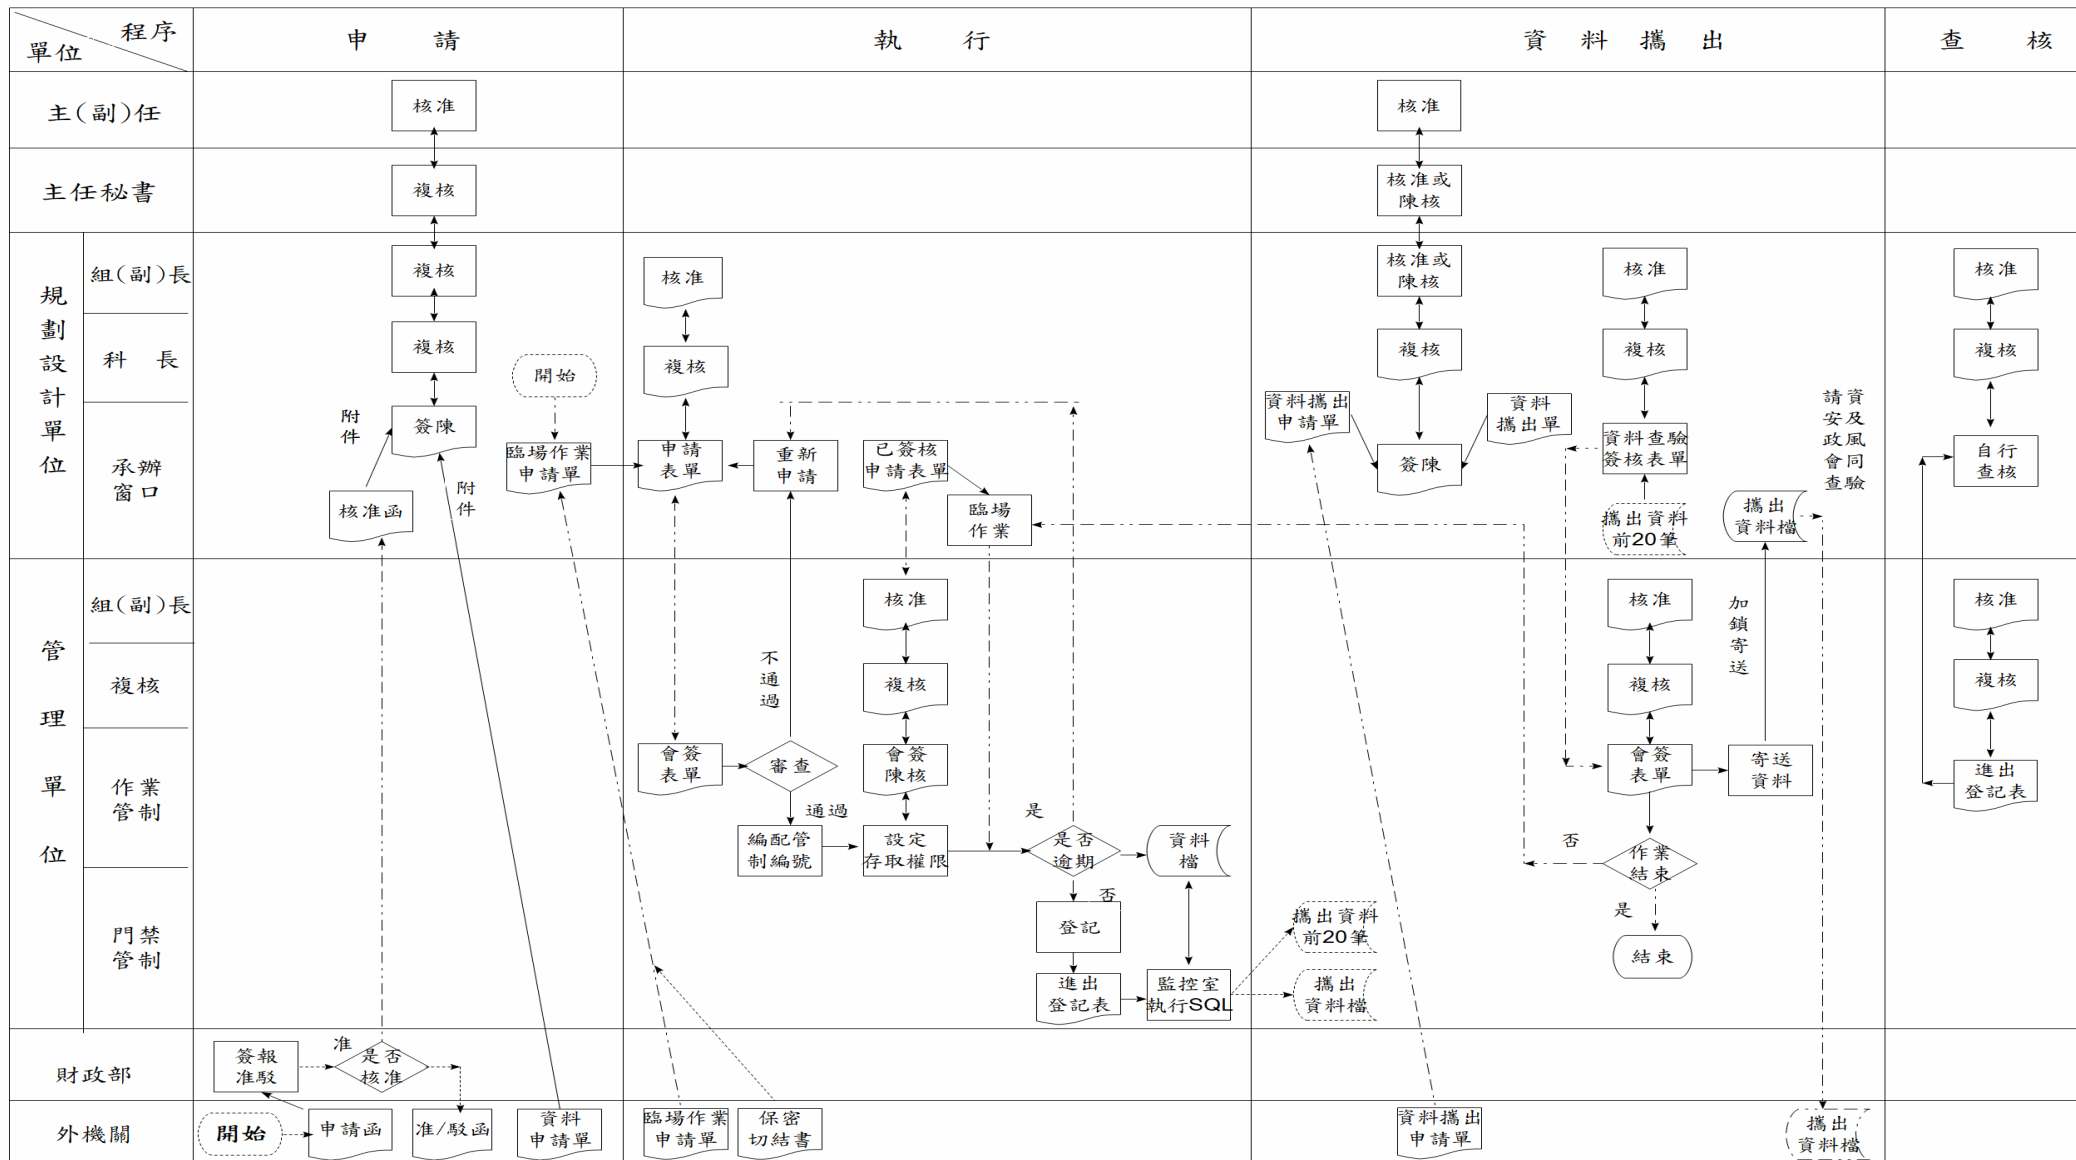 程序
單位
申請
執行
資料攜出
查核
主(副)任
核准
核准
主任秘書
複核
核准或
陳核
規劃設計單位
組(副)長
複核
核准
核准或
陳核
核准
核准
科長
複核
開始
複核
複核
複核
複核
承辦
窗口
附件
簽陳
核准函
附件
臨場作業
申請單
申請
表單
重新
申請
已簽核
申請表單
臨場
作業
資料攜出
申請單
簽陳
資料
攜出單
資料查驗
簽核表單
攜出資料
前20筆
攜出
資料檔
請資
安及
政風
會同
查驗
自行
查核
管理單位
組(副)長
核准
核准
加鎖寄送
核准
複核
不通過
複核
複核
複核
作業
管制
會簽
表單
審查
會簽
陳核
通過
編配管
制編號
設定
存取權限
是
是否
逾期
資料
檔
會簽
表單
寄送
資料
否
作業
結束
進出
登記表
門禁
管制
否
登記
進出
登記表
監控室
執行SQL
攜出資料
前20筆
攜出
資料檔
是
結束
財政部
簽報
准駁
准
是否
核准
外機關
開始
申請函
准/駁函
資料
申請單
臨場作業
申請單
保密
切結書
資料攜出
申請單
攜出
資料檔